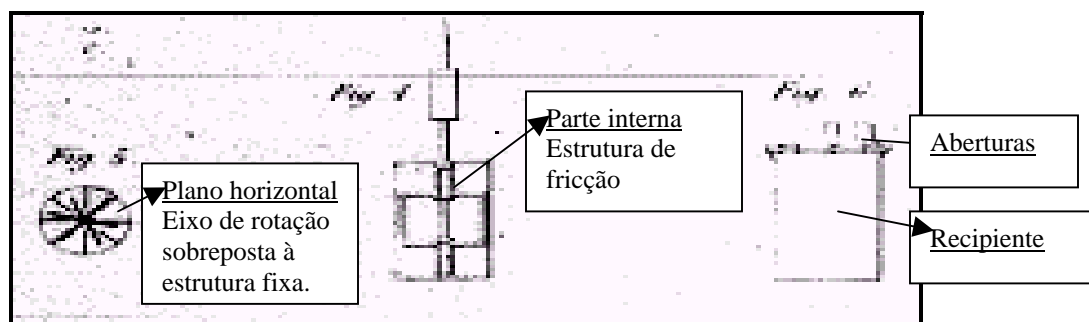 Fig 4
Fig 5
Plano horizontal
Eixo de rotação
sobreposta à
estrutura fixa.
Parte interna
Estrutura de
fricção
Fig
Aberturas
Recipiente